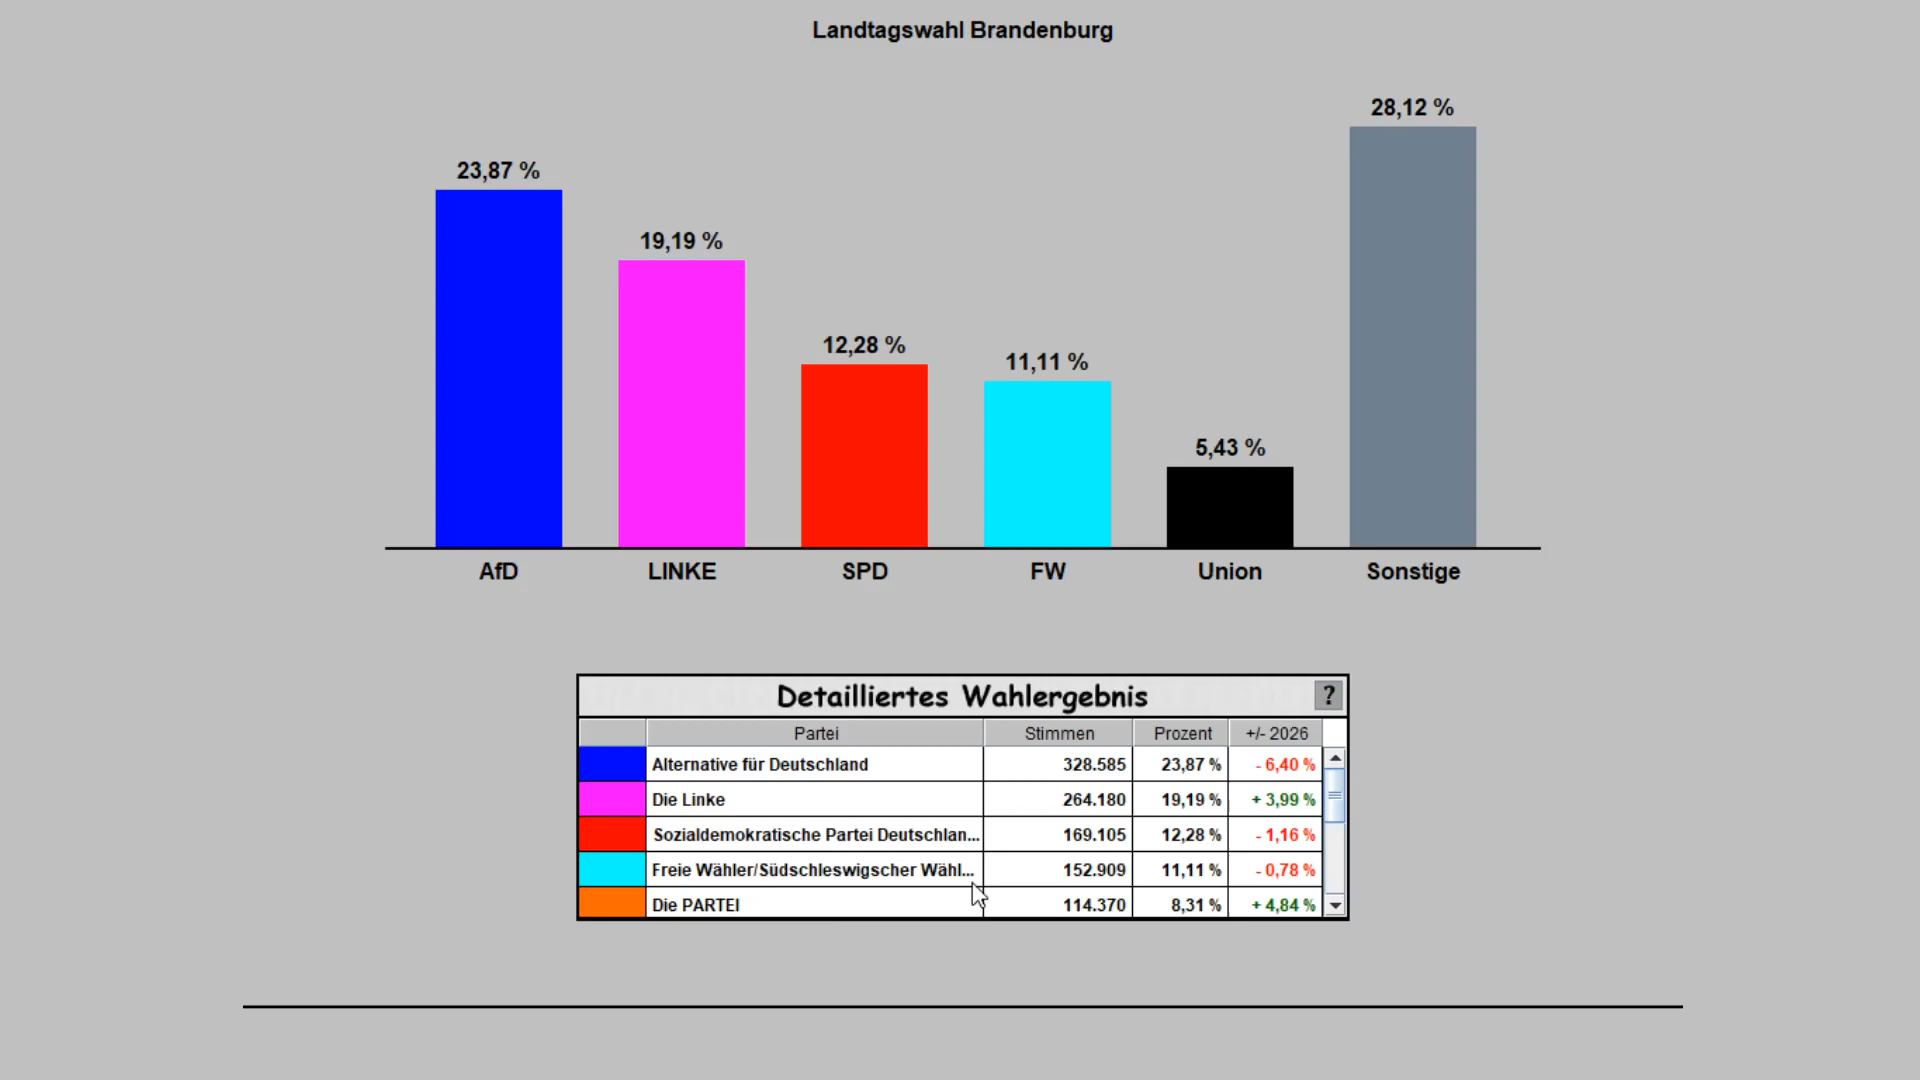 Landtagswahl Brandenburg
28,12 %
23,87 %
19,19 %
12,28 %
11,11 %
5,43 %
AfD LINKE SPD FW Union Sonstige
Detailliertes Wahlergebnis ?
Partei Stimmen Prozent +/- 2026
Alternative für Deutschland 328.585 23,87 % - 6,40 %
Die Linke 264.180 19,19 % + 3,99 %
Sozialdemokratische Partei Deutschlan... 169.105 12,28 % - 1,16 %
Freie Wähler/Südschleswigscher Wähl... 152.909 11,11 % - 0,78 %
Die PARTEI 114.370 8,31 % + 4,84 %